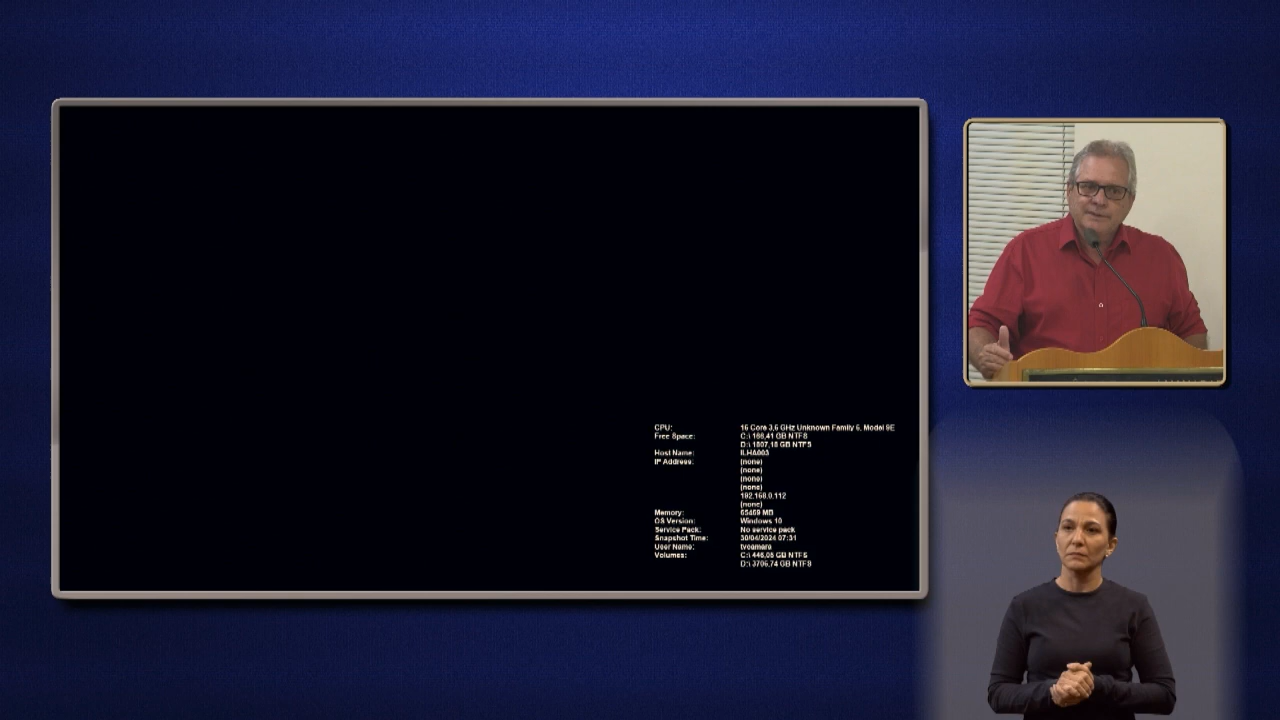 CPU: 16 Core 3,6 GHz Unknown Family 6, Model 9E
Free Space: C:\ 166,41 GB NTFS
D:\ 1807,18 GB NTFS
Host Name: ILHA003
IP Address: (none)
(none)
(none)
(none)
192.168.0.112
(none)
Memory: 65469 MB
OS Version: Windows 10
Service Pack: No service pack
Snapshot Time: 30/04/2024 07:31
User Name: tvcamara
Volumes: C:\ 446,05 GB NTFS
D:\ 3706,74 GB NTFS